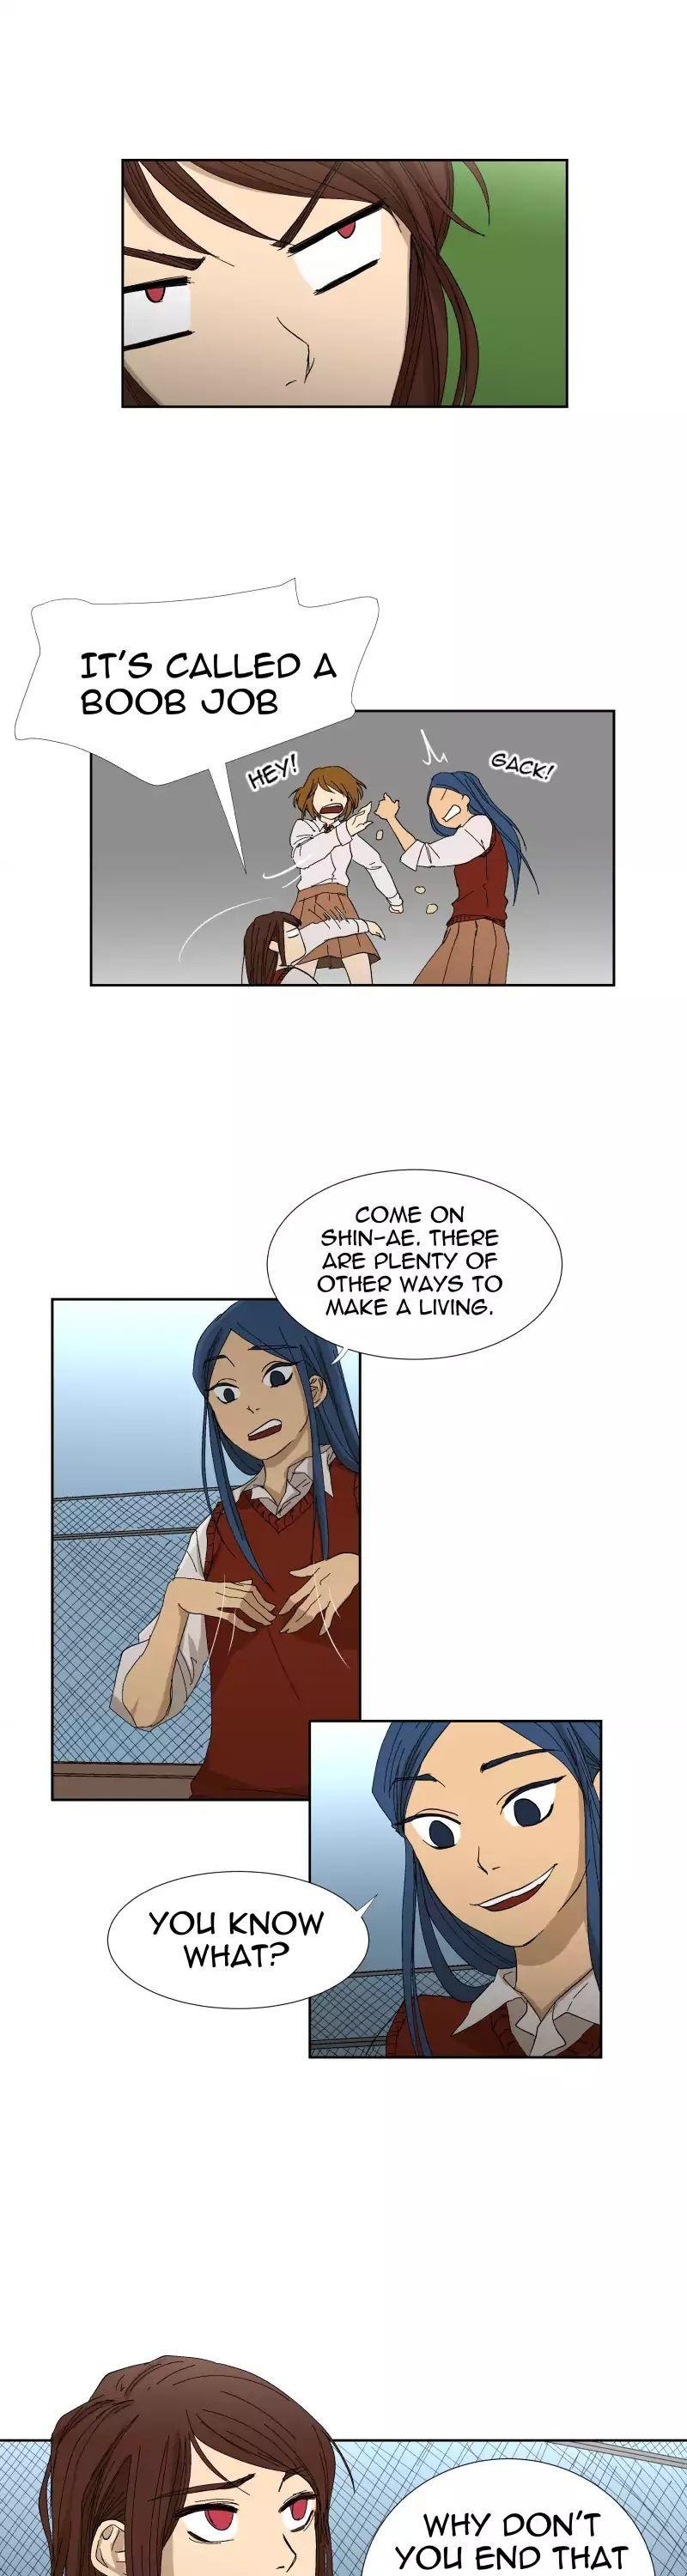 IT'S CALLED A
BOOB JOB
HEY!
GACK!
COME ON
SHIN-AE. THERE
ARE PLENTY OF
OTHER WAYS TO
MAKE A LIVING.
YOU KNOW
WHAT?
WHY DON'T
YOU END THAT